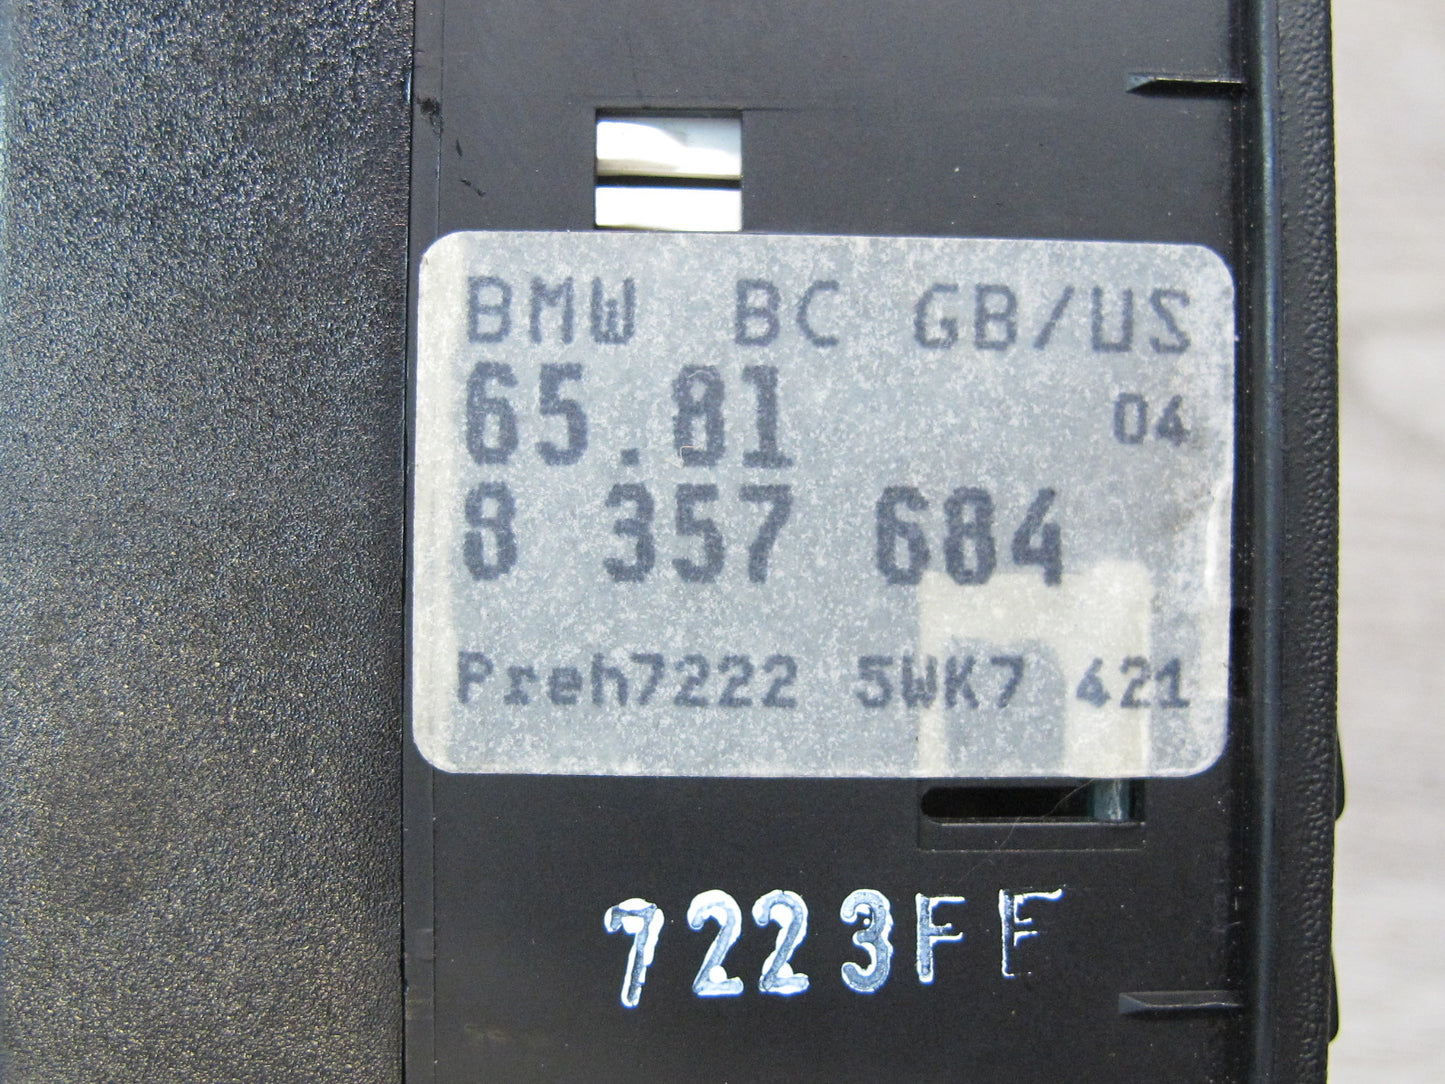 BMW BC GB/US
65.81 04
8 357 684
Preh7222 5WK7 421
7223FF